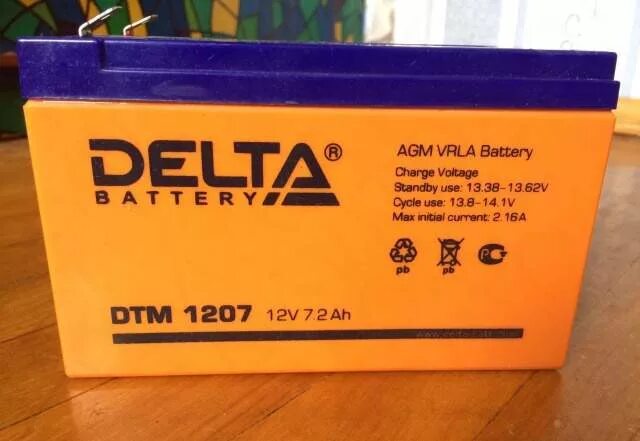 DELTA®
BATTERY
AGM VRLA Battery
Charge Voltage
Standby use: 13.38-13.62V
Cycle use: 13.8-14.1V
Max initial current: 2.16A
pb
pb
DTM 1207 12V 7.2Ah